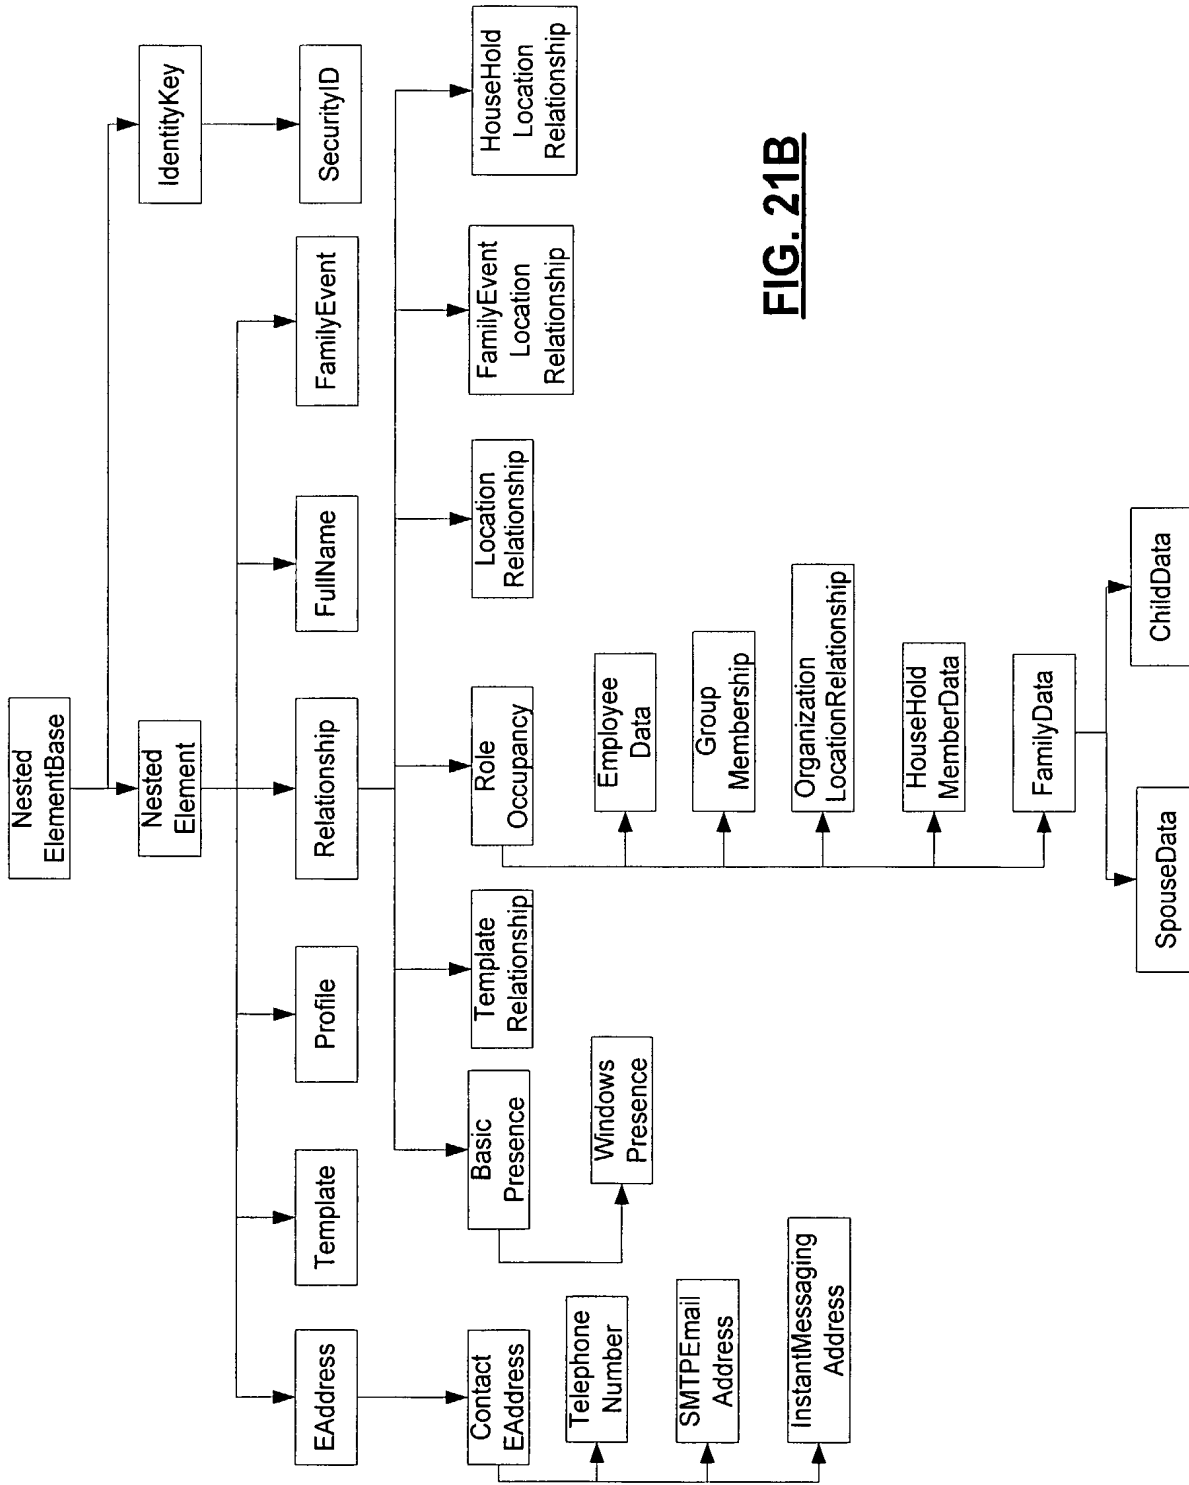 Nested
ElementBase
Nested
Element
IdentityKey
EAddress
Template
Profile
Relationship
FullName
FamilyEvent
SecurityID
Contact
EAddress
Basic
Presence
Template
Relationship
Role
Occupancy
Location
Relationship
FamilyEvent
Location
Relationship
HouseHold
Location
Relationship
Telephone
Number
SMTPEmail
Address
InstantMessaging
Address
Windows
Presence
Employee
Data
Group
Membership
Organization
LocationRelationship
HouseHold
MemberData
FamilyData
SpouseData
ChildData
FIG. 21B